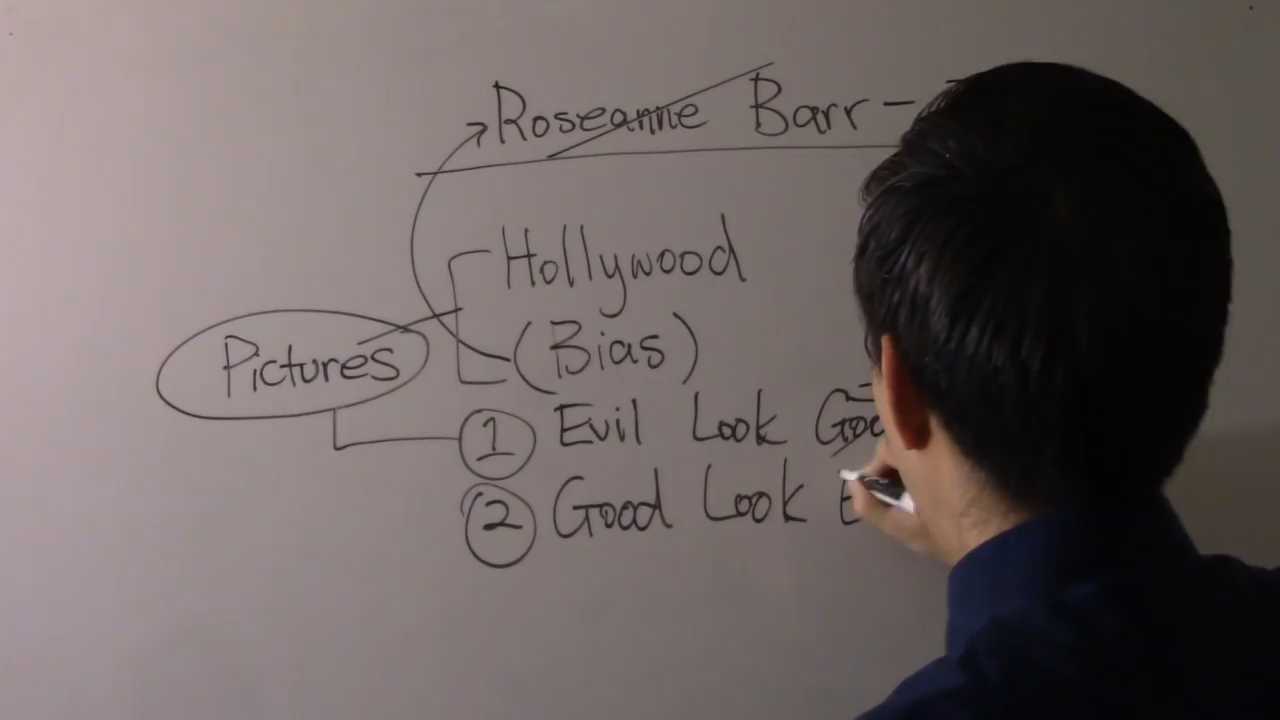 Roseanne Barr -
Hollywood
(Bias)
Pictures
1 Evil Look
2 Good Look